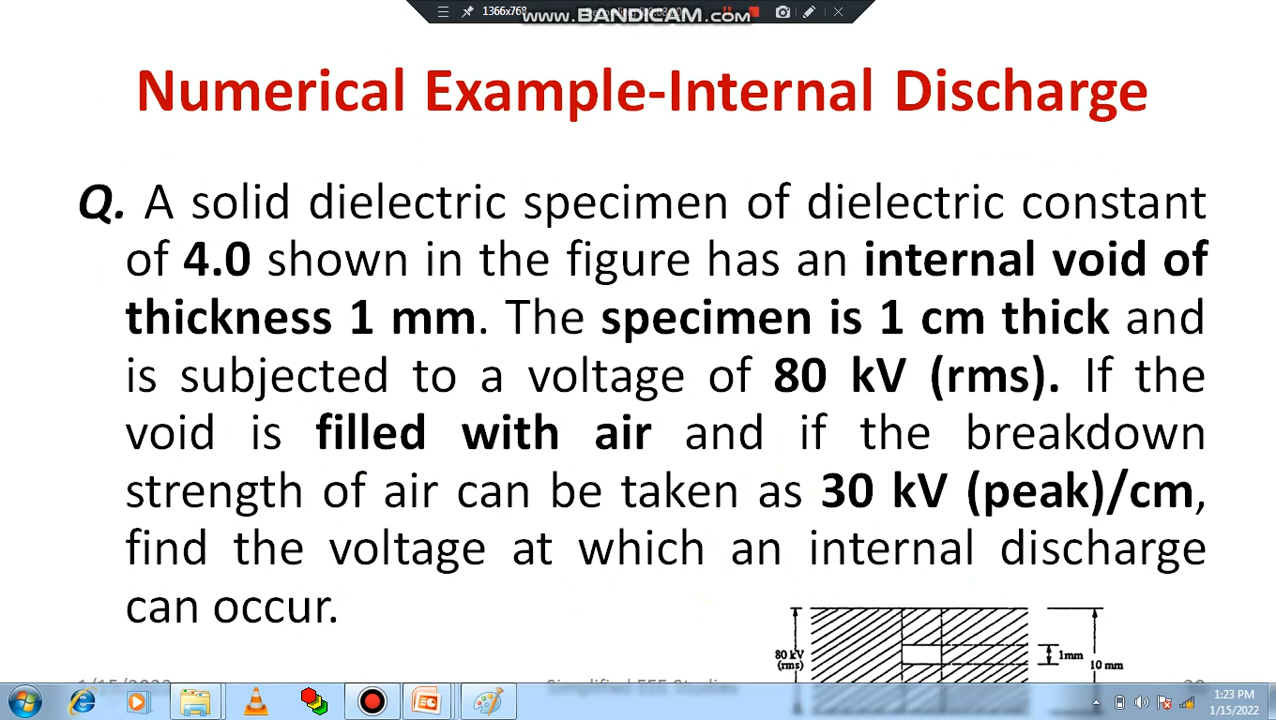 1366x768
www.BANDICAM.com
Numerical Example-Internal Discharge
Q. A solid dielectric specimen of dielectric constant
of 4.0 shown in the figure has an internal void of
thickness 1 mm. The specimen is 1 cm thick and
is subjected to a voltage of 80 kV (rms). If the
void is filled with air and if the breakdown
strength of air can be taken as 30 kV (peak)/cm,
find the voltage at which an internal discharge
can occur.
80 kV
(rms)
1mm
10 mm
Simplified EEE Studies
1:23 PM
1/15/2022